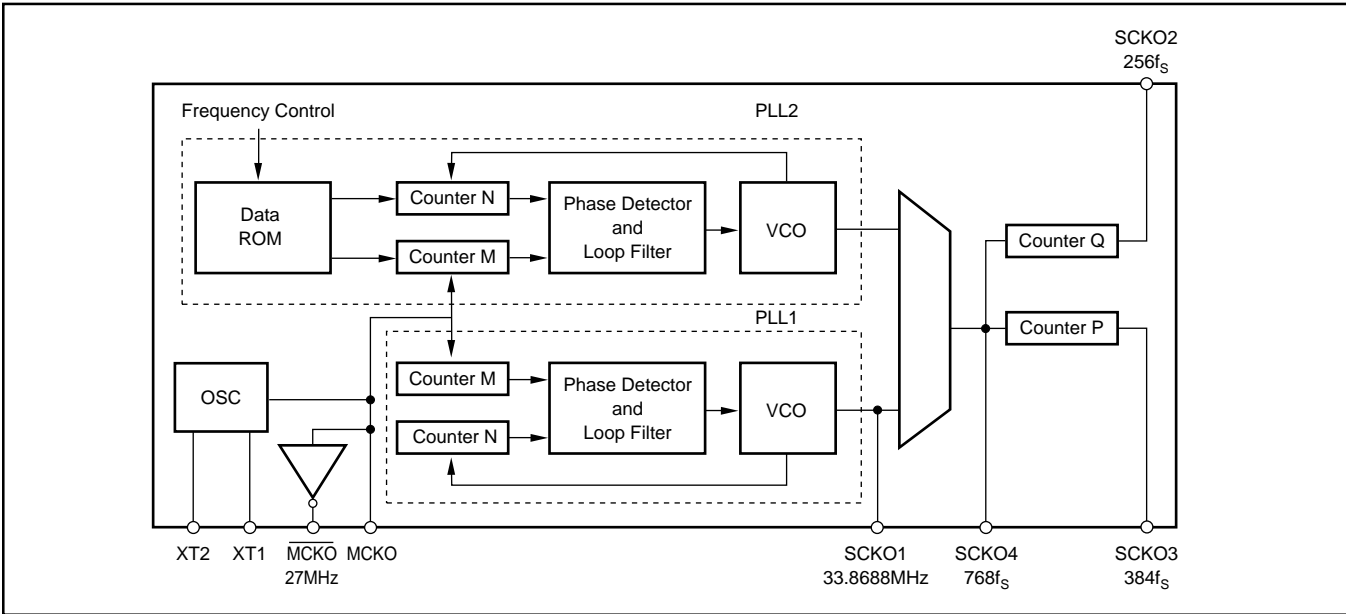 SCKO2
256fS
Frequency Control
PLL2
Data
ROM
Counter N
Counter M
Phase Detector
and
Loop Filter
VCO
Counter Q
Counter P
PLL1
OSC
Counter M
Counter N
Phase Detector
and
Loop Filter
VCO
XT2
XT1
MCKO
27MHz
MCKO
SCKO1
33.8688MHz
SCKO4
768fS
SCKO3
384fS